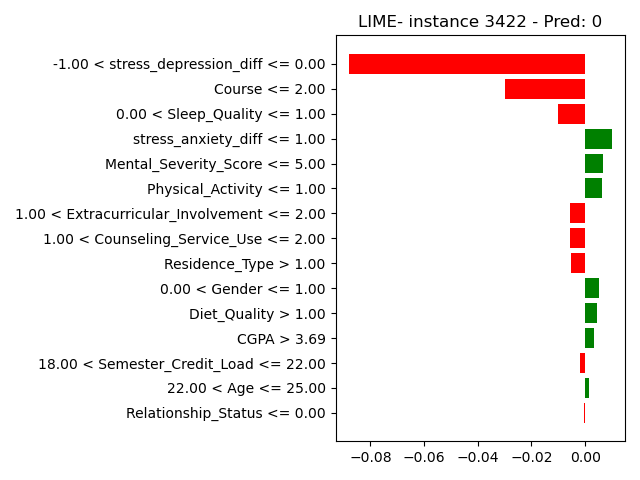 LIME- instance 3422 - Pred: 0
-1.00 < stress_depression_diff <= 0.00
Course <= 2.00
0.00 < Sleep_Quality <= 1.00
stress_anxiety_diff <= 1.00
Mental_Severity_Score <= 5.00
Physical_Activity <= 1.00
1.00 < Extracurricular_Involvement <= 2.00
1.00 < Counseling_Service_Use <= 2.00
Residence_Type > 1.00
0.00 < Gender <= 1.00
Diet_Quality > 1.00
CGPA > 3.69
18.00 < Semester_Credit_Load <= 22.00
22.00 < Age <= 25.00
Relationship_Status <= 0.00
−0.08 −0.06 −0.04 −0.02 0.00